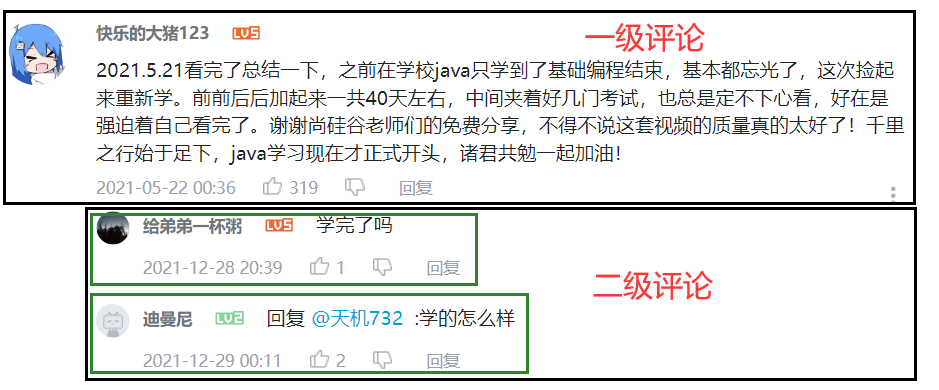 快乐的大猪123 LV5
一级评论
2021.5.21看完了总结一下，之前在学校java只学到了基础编程结束，基本都忘光了，这次捡起
来重新学。前前后后加起来一共40天左右，中间夹着好几门考试，也总是定不下心看，好在是
强迫着自己看完了。谢谢尚硅谷老师们的免费分享，不得不说这套视频的质量真的太好了！千里
之行始于足下，java学习现在才正式开头，诸君共勉一起加油！
2021-05-22 00:36 319 回复
给弟弟一杯粥 LV5 学完了吗
2021-12-28 20:39 1 回复
二级评论
迪曼尼 LV2 回复 @天机732 :学的怎么样
2021-12-29 00:11 2 回复